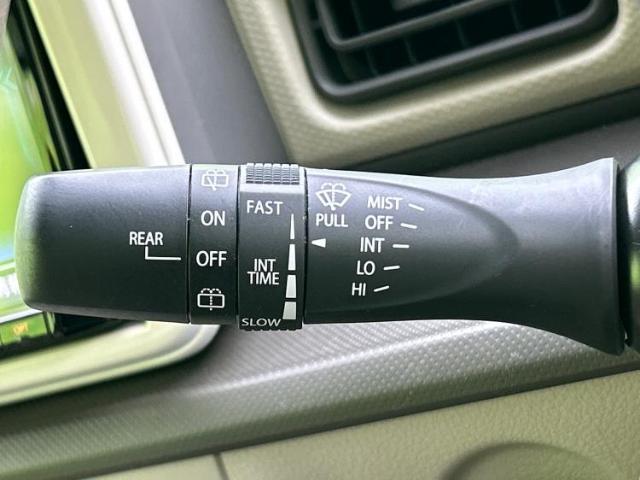 REAR
ON
OFF
FAST
INT
TIME
SLOW
PULL
MIST
OFF
INT
LO
HI